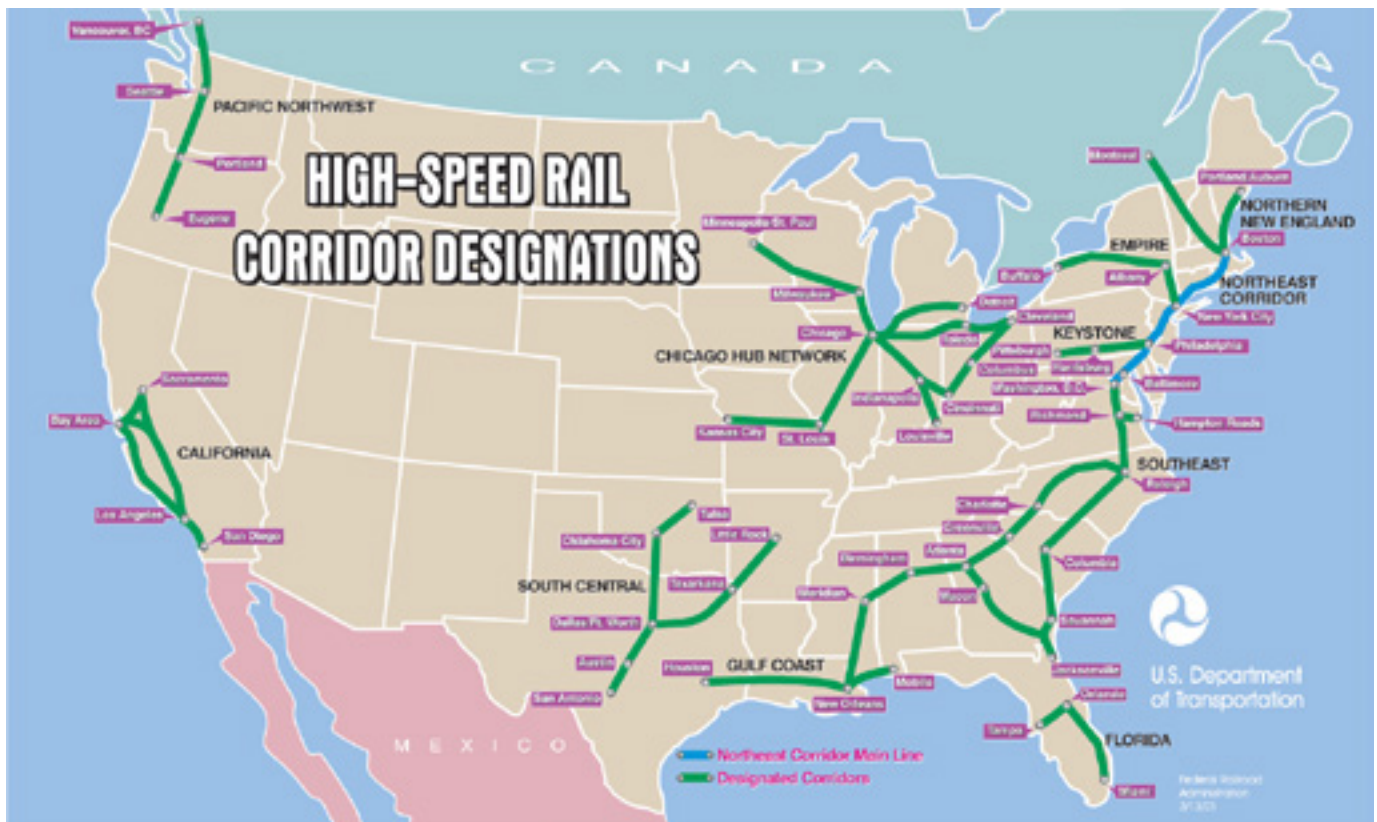 Vancouver, BC
CANADA
Seattle
PACIFIC NORTHWEST
Portland
Eugene
HIGH-SPEED RAIL
CORRIDOR DESIGNATIONS
Montreal
Portland Auburn
NORTHERN
NEW ENGLAND
Boston
EMPIRE
Buffalo
Albany
NORTHEAST
CORRIDOR
New York City
Minneapolis St. Paul
Milwaukee
Detroit
Chicago
Cleveland
Toledo
CHICAGO HUB NETWORK
KEYSTONE
Pittsburgh
Harrisburg
Philadelphia
Columbus
Washington, D.C.
Baltimore
Indianapolis
Cincinnati
Richmond
Hampton Roads
Kansas City
St. Louis
Louisville
Sacramento
Bay Area
CALIFORNIA
Los Angeles
San Diego
SOUTHEAST
Raleigh
Charlotte
Greenville
Tulsa
Oklahoma City
Little Rock
Birmingham
Atlanta
Columbia
SOUTH CENTRAL
Texarkana
Meridian
Macon
Dallas Ft. Worth
Savannah
Austin
Houston
GULF COAST
Mobile
Jacksonville
San Antonio
New Orleans
Orlando
Tampa
FLORIDA
Miami
MEXICO
U.S. Department
of Transportation
Northeast Corridor Main Line
Designated Corridors
Federal Railroad
Administration